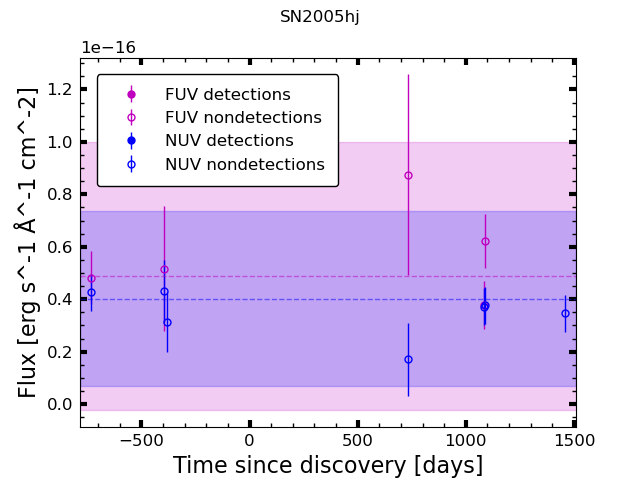 SN2005hj
1e−16
FUV detections
FUV nondetections
NUV detections
NUV nondetections
1.2
1.0
0.8
0.6
0.4
0.2
0.0
Flux [erg s^-1 Å^-1 cm^-2]
−500
0
500
1000
1500
Time since discovery [days]